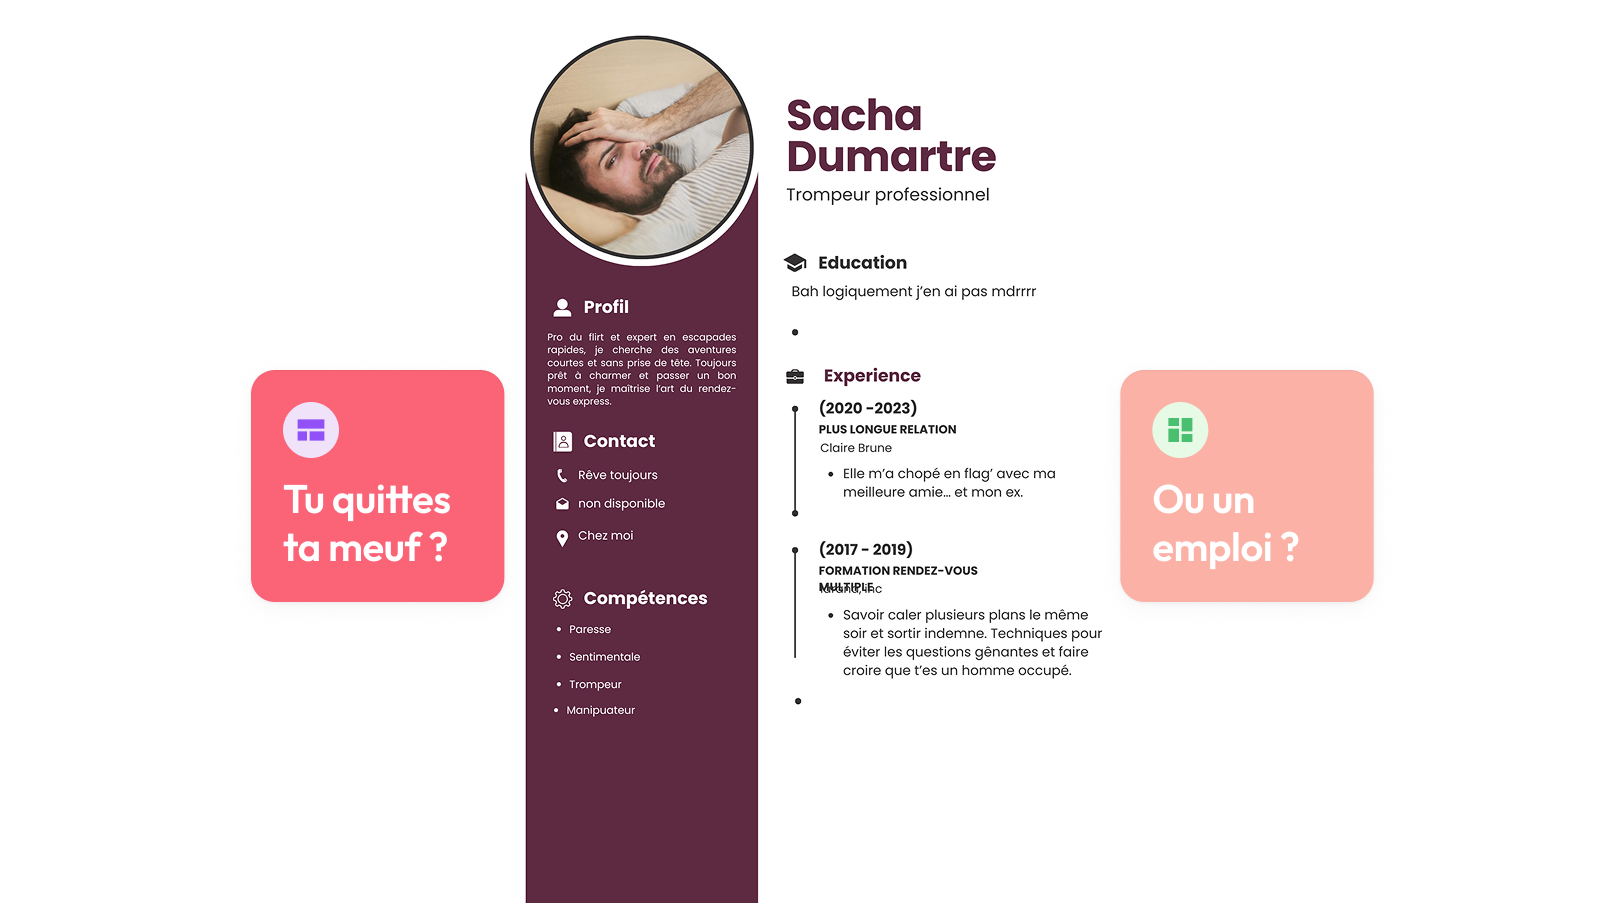 Tu quittes
ta meuf ?
Profil
Pro du flirt et expert en escapades
rapides, je cherche des aventures
courtes et sans prise de tête. Toujours
prêt à charmer et passer un bon
moment, je maîtrise l'art du rendez-
vous express.
Contact
Rêve toujours
non disponible
Chez moi
Compétences
Paresse
Sentimentale
Trompeur
Manipuateur
Sacha
Dumartre
Trompeur professionnel
Education
Bah logiquement j'en ai pas mdrrrr
Experience
(2020 -2023)
PLUS LONGUE RELATION
Claire Brune
Elle m'a chopé en flag' avec ma
meilleure amie... et mon ex.
(2017 - 2019)
FORMATION RENDEZ-VOUS
MULTIPLE
Inc
Savoir caler plusieurs plans le même
soir et sortir indemne. Techniques pour
éviter les questions gênantes et faire
croire que t'es un homme occupé.
Ou un
emploi ?